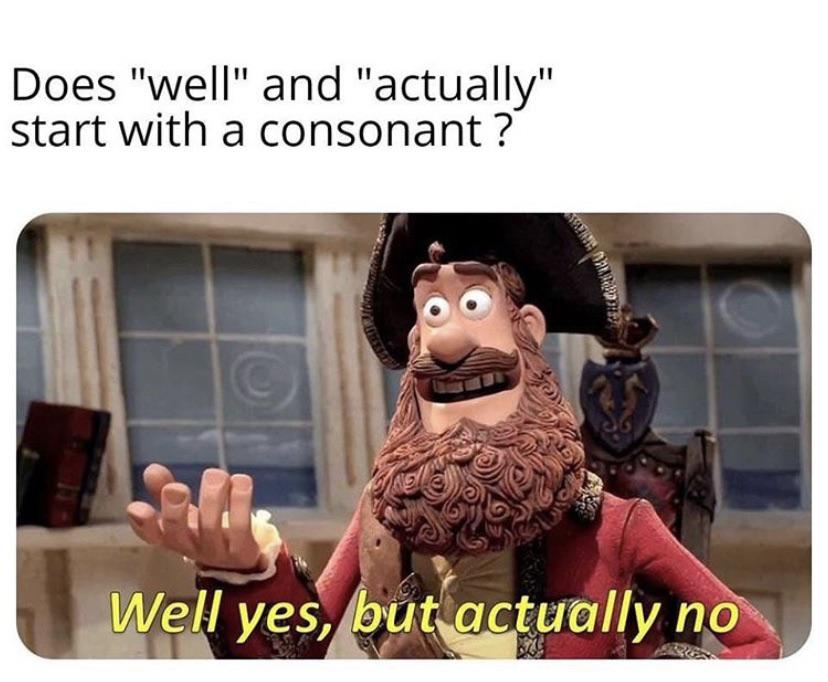 Does "well" and "actually"
start with a consonant ?
Well yes, but actually no